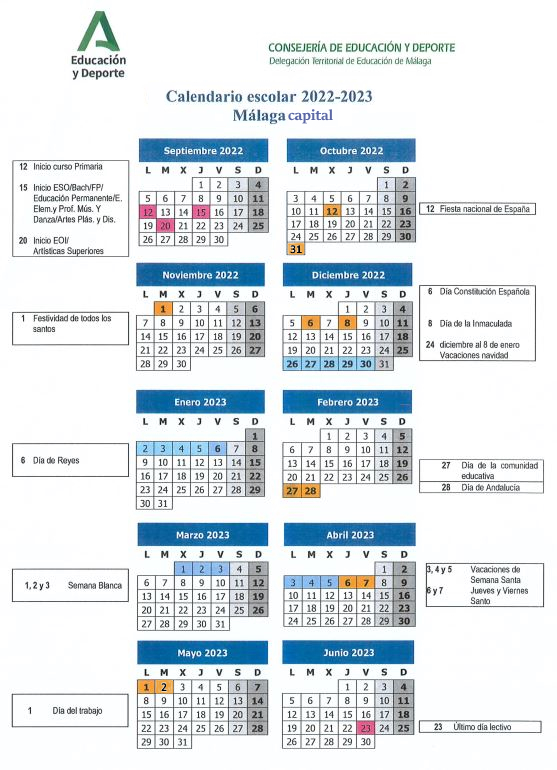 Educación
y Deporte
CONSEJERÍA DE EDUCACIÓN Y DEPORTE
Delegación Territorial de Educación de Málaga
Calendario escolar 2022-2023
Málaga capital
12 Inicio curso Primaria
15 Inicio ESO/Bach/FP/
Educación Permanente/E.
Elem.y Prof. Mús. Y
Danza/Artes Plás. y Dis.
20 Inicio EOI/
Artísticas Superiores
Septiembre 2022
L M X J V S D
1 2 3 4
5 6 7 8 9 10 11
12 13 14 15 16 17 18
19 20 21 22 23 24 25
26 27 28 29 30
Octubre 2022
L M X J V S D
1 2
3 4 5 6 7 8 9
10 11 12 13 14 15 16
17 18 19 20 21 22 23
24 25 26 27 28 29 30
31
12 Fiesta nacional de España
1 Festividad de todos los
santos
Noviembre 2022
L M X J V S D
1 2 3 4 5 6
7 8 9 10 11 12 13
14 15 16 17 18 19 20
21 22 23 24 25 26 27
28 29 30
Diciembre 2022
L M X J V S D
1 2 3 4
5 6 7 8 9 10 11
12 13 14 15 16 17 18
19 20 21 22 23 24 25
26 27 28 29 30 31
6 Día Constitución Española
8 Día de la Inmaculada
24 diciembre al 8 de enero
Vacaciones navidad
6 Día de Reyes
Enero 2023
L M X J V S D
1
2 3 4 5 6 7 8
9 10 11 12 13 14 15
16 17 18 19 20 21 22
23 24 25 26 27 28 29
30 31
Febrero 2023
L M X J V S D
1 2 3 4 5
6 7 8 9 10 11 12
13 14 15 16 17 18 19
20 21 22 23 24 25 26
27 28
27 Día de la comunidad
educativa
28 Día de Andalucía
1, 2 y 3 Semana Blanca
Marzo 2023
L M X J V S D
1 2 3 4 5
6 7 8 9 10 11 12
13 14 15 16 17 18 19
20 21 22 23 24 25 26
27 28 29 30 31
Abril 2023
L M X J V S D
1 2
3 4 5 6 7 8 9
10 11 12 13 14 15 16
17 18 19 20 21 22 23
24 25 26 27 28 29 30
3, 4 y 5 Vacaciones de
Semana Santa
6 y 7 Jueves y Viernes
Santo
1 Día del trabajo
Mayo 2023
L M X J V S D
1 2 3 4 5 6 7
8 9 10 11 12 13 14
15 16 17 18 19 20 21
22 23 24 25 26 27 28
29 30 31
Junio 2023
L M X J V S D
1 2 3 4
5 6 7 8 9 10 11
12 13 14 15 16 17 18
19 20 21 22 23 24 25
26 27 28 29 30
23 Último día lectivo